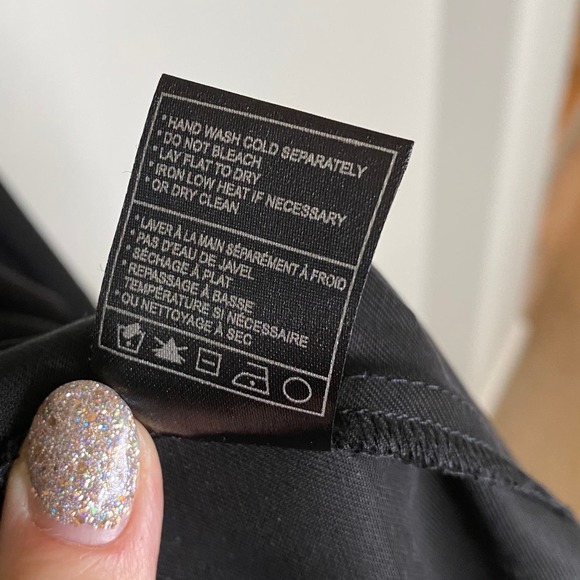 * HAND WASH COLD SEPARATELY
* DO NOT BLEACH
* LAY FLAT TO DRY
* IRON LOW HEAT IF NECESSARY
OR DRY CLEAN
* LAVER À LA MAIN SÉPARÉMENT À FROID
* PAS D'EAU DE JAVEL
* SÉCHAGE À PLAT
REPASSAGE À BASSE
TEMPÉRATURE SI NÉCESSAIRE
* OU NETTOYAGE À SEC